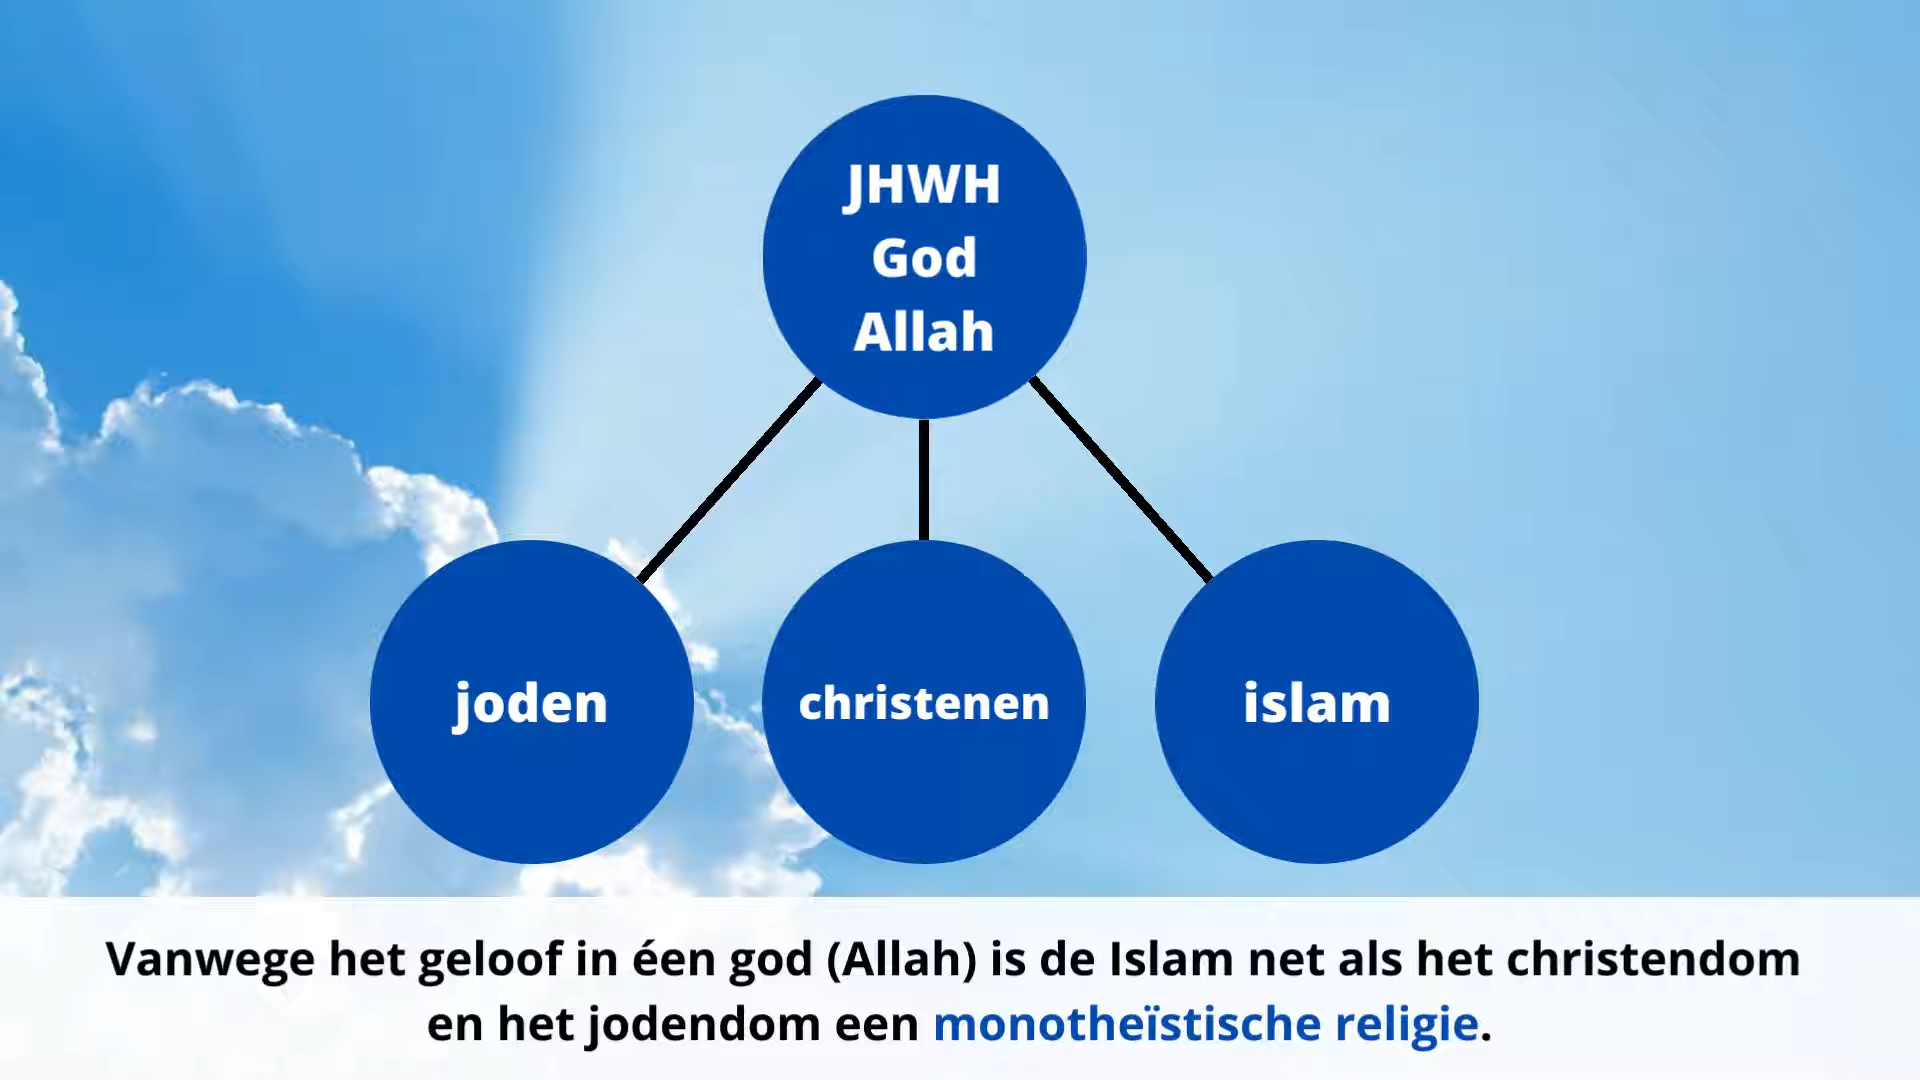 JHWH
God
Allah
joden
christenen
islam
Vanwege het geloof in éen god (Allah) is de Islam net als het christendom
en het jodendom een monotheïstische religie.